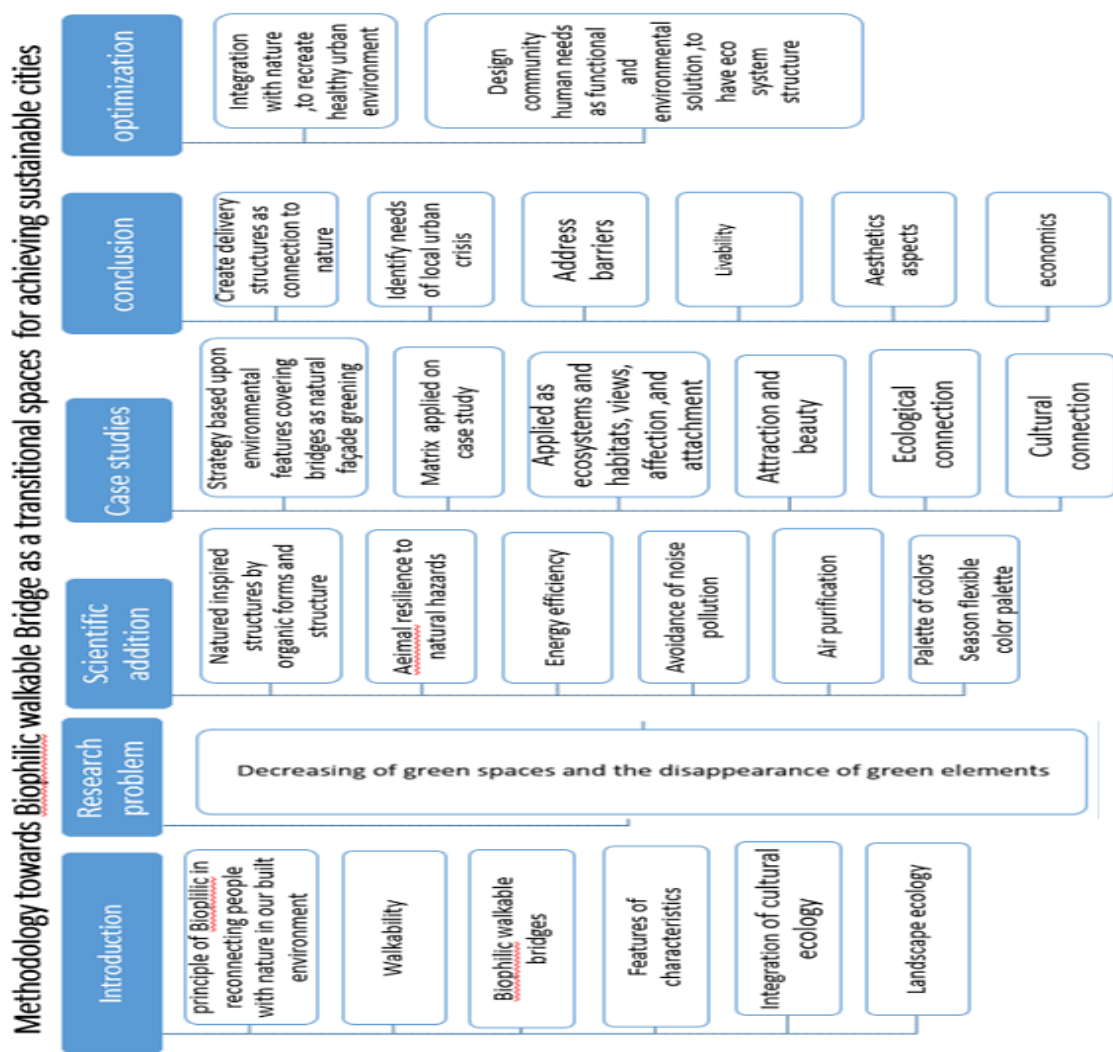 Methodology towards Biophilic walkable Bridge as a transitional spaces for achieving sustainable cities
Introduction
principle of Bioplilic in
reconnecting people
with nature in our built
environment
Walkability
Biophilic walkable
bridges
Features of
characteristics
Integration of cultural
ecology
Landscape ecology
Research
problem
Decreasing of green spaces and the disappearance of green elements
Scientific
addition
Natured inspired
structures by
organic forms and
structure
Aeimal resilience to
natural hazards
Energy efficiency
Avoidance of noise
pollution
Air purification
Palette of colors
Season flexible
color palette
Case studies
Strategy based upon
environmental
features covering
bridges as natural
façade greening
Matrix applied on
case study
Applied as
ecosystems and
habitats, views,
affection ,and
attachment
Attraction and
beauty
Ecological
connection
Cultural
connection
conclusion
Create delivery
structures as
connection to
nature
Identify needs
of local urban
crisis
Address
barriers
Livability
Aesthetics
aspects
economics
optimization
Integration
with nature
,to recreate
healthy urban
environment
Design
community
human needs
as functional
and
environmental
solution ,to
have eco
system
structure